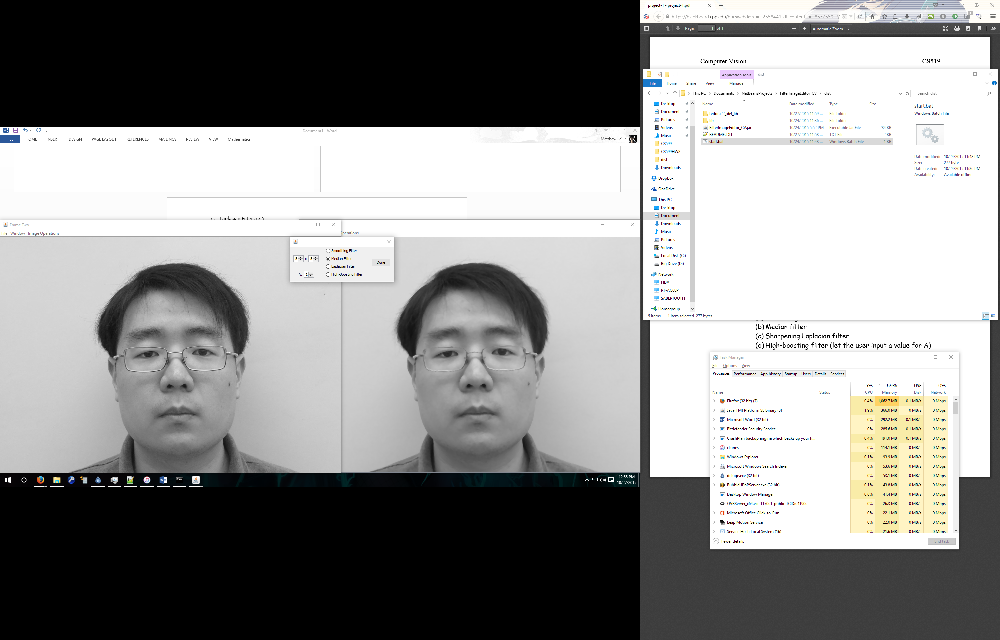 Document1 - Word
Matthew Lai
FILE HOME INSERT DESIGN PAGE LAYOUT REFERENCES MAILINGS REVIEW VIEW Mathematics
c. Laplacian Filter 5 x 5
Frame Two
File Window Image Operations
Operations
Smoothing Filter
5 x 5 Median Filter
Done
Laplacian Filter
A: 1 High-Boosting Filter
12:55 PM
10/27/2015
project-1 - project-1.pdf
https://blackboard.cpp.edu/bbcswebdav/pid-2558441-dt-content-rid-8577530_2/
Page: 1 of 1
Automatic Zoom
Computer Vision CS519
Application Tools dist
File Home Share View Manage
This PC > Documents > NetBeansProjects > FilterImageEditor_CV > dist
Search dist
Name Date modified Type Size
fedora22_x64_lib 10/27/2015 11:59 ... File folder
lib 10/24/2015 11:36 ... File folder
FilterImageEditor_CV.jar 10/24/2015 5:52 PM Executable Jar File 284 KB
README.TXT 10/27/2015 11:58 ... TXT File 2 KB
start.bat 10/24/2015 11:48 ... Windows Batch File 1 KB
Desktop
Documents
Pictures
Videos
Music
CS599
CS599HW2
dist
Downloads
Dropbox
OneDrive
This PC
Desktop
Documents
Downloads
Music
Pictures
Videos
Local Disk (C:)
Big Drive (D:)
Network
HDA
RT-AC68P
SABERTOOTH
Homegroup
start.bat
Windows Batch File
Date modified: 10/24/2015 11:48 PM
Size: 277 bytes
Date created: 10/24/2015 11:36 PM
Availability: Available offline
5 items 1 item selected 277 bytes
(b) Median filter
(c) Sharpening Laplacian filter
(d) High-boosting filter (let the user input a value for A)
Task Manager
File Options View
Processes Performance App history Startup Users Details Services
5% 69% 0% 0%
Name Status CPU Memory Disk Network
Firefox (32 bit) (7) 0.4% 1,062.7 MB 0.1 MB/s 0 Mbps
Java(TM) Platform SE binary (3) 1.9% 366.0 MB 0 MB/s 0 Mbps
Microsoft Word (32 bit) 0% 292.2 MB 0.1 MB/s 0 Mbps
Bitdefender Security Service 0% 285.6 MB 0.1 MB/s 0 Mbps
CrashPlan backup engine which backs up your fi... 0.4% 191.0 MB 0.1 MB/s 0 Mbps
iTunes 0% 114.1 MB 0 MB/s 0 Mbps
Windows Explorer 0.1% 93.9 MB 0 MB/s 0 Mbps
Microsoft Windows Search Indexer 0% 53.6 MB 0 MB/s 0 Mbps
deluge.exe (32 bit) 0% 53.1 MB 0 MB/s 0 Mbps
BubbleUPnPServer.exe (32 bit) 0.1% 43.8 MB 0 MB/s 0 Mbps
Desktop Window Manager 0.6% 41.4 MB 0 MB/s 0 Mbps
OVRServer_x64.exe 117061-public TCID:641906 0% 26.3 MB 0 MB/s 0 Mbps
Microsoft Office Click-to-Run 0% 22.1 MB 0 MB/s 0 Mbps
Leap Motion Service 0% 22.0 MB 0 MB/s 0 Mbps
Service Host: Local System (16) 0% 21.6 MB 0 MB/s 0 Mbps
Fewer details
End task